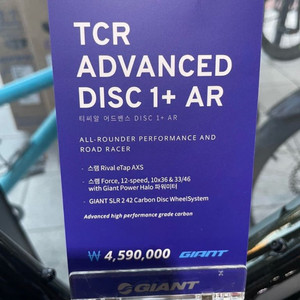 TCR
ADVANCED
DISC 1+ AR
티씨알 어드벤스 DISC 1+ AR
ALL-ROUNDER PERFORMANCE AND
ROAD RACER
· 스램 Rival eTap AXS
· 스램 Force, 12-speed, 10x36 & 33/46
with Giant Power Halo 파워미터
· GIANT SLR 2 42 Carbon Disc WheelSystem
Advanced high performance grade carbon
₩ 4,590,000 GIANT
GIANT